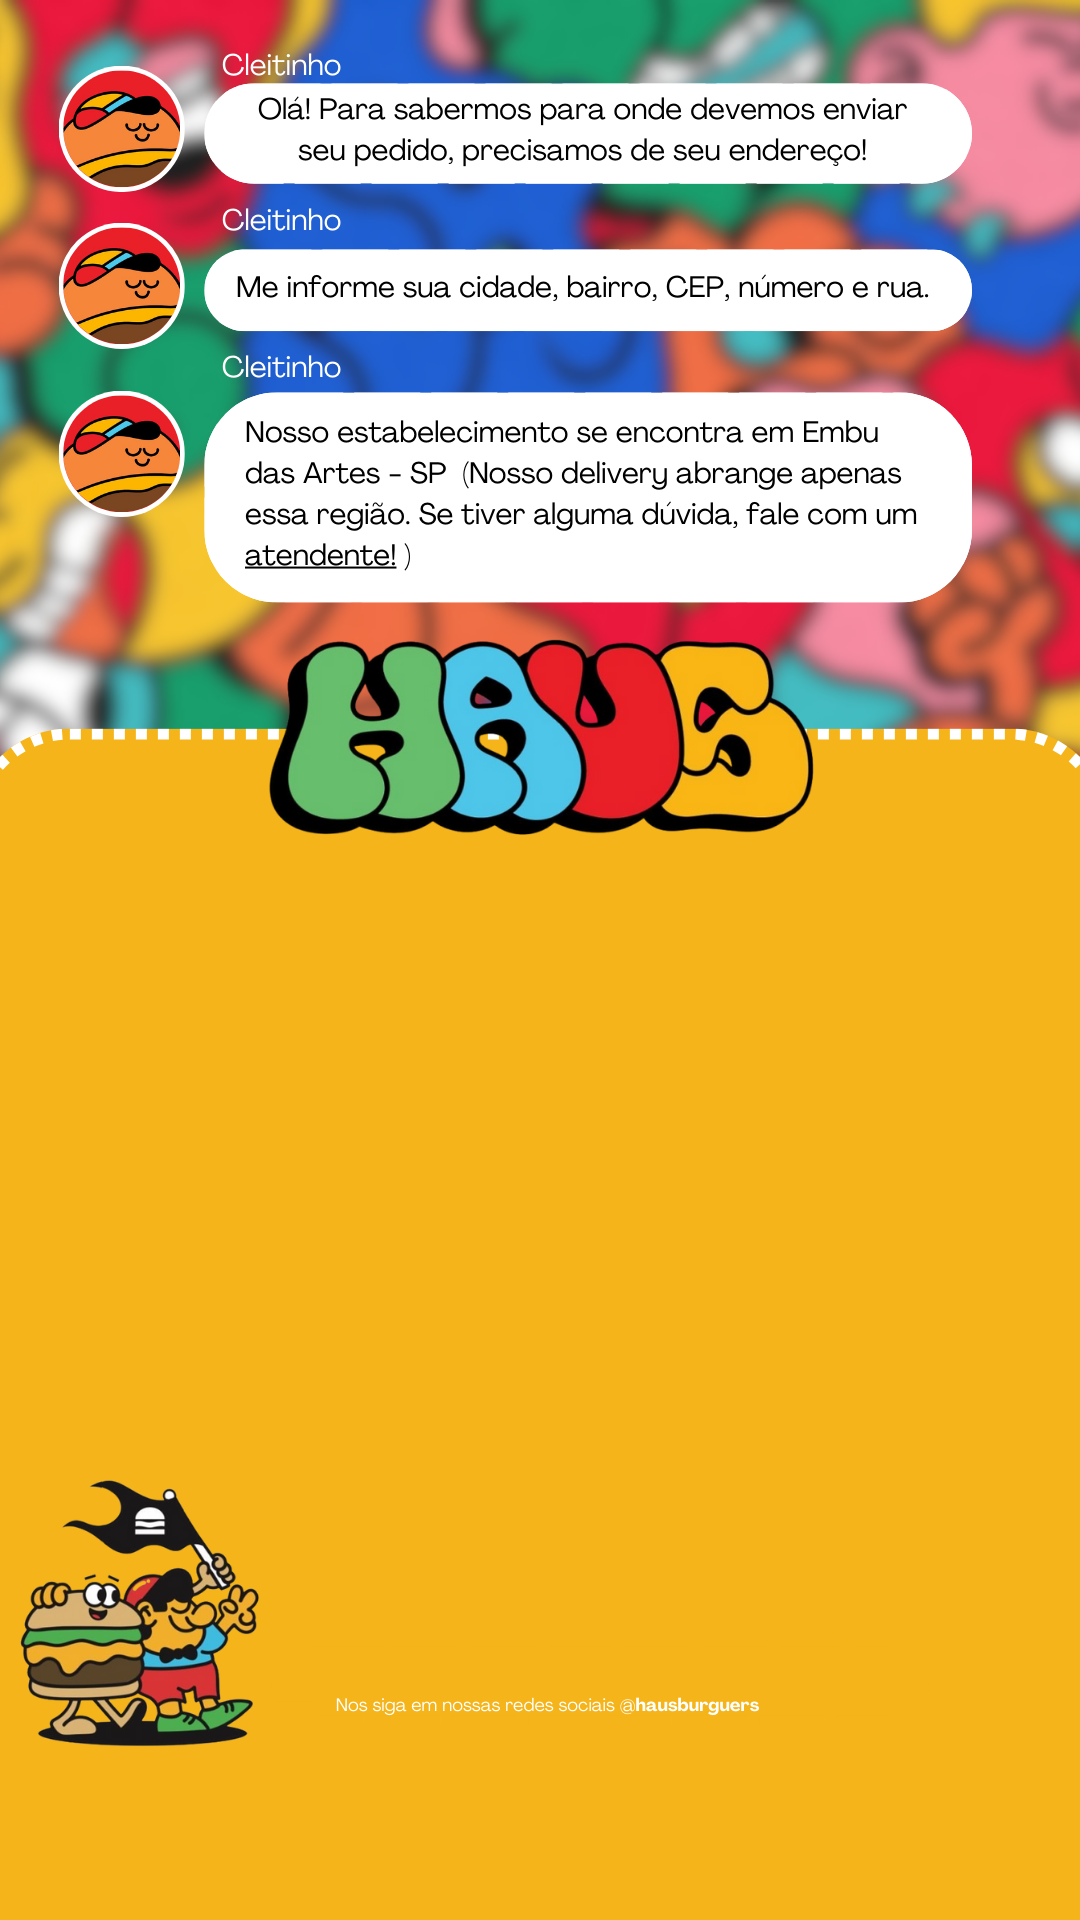 Cleitinho
Olá! Para sabermos para onde devemos enviar
seu pedido, precisamos de seu endereço!
Cleitinho
Me informe sua cidade, bairro, CEP, número e rua.
Cleitinho
Nosso estabelecimento se encontra em Embu
das Artes - SP (Nosso delivery abrange apenas
essa região. Se tiver alguma dúvida, fale com um
atendente! )
HAUS
Nos siga em nossas redes sociais @hausburguers